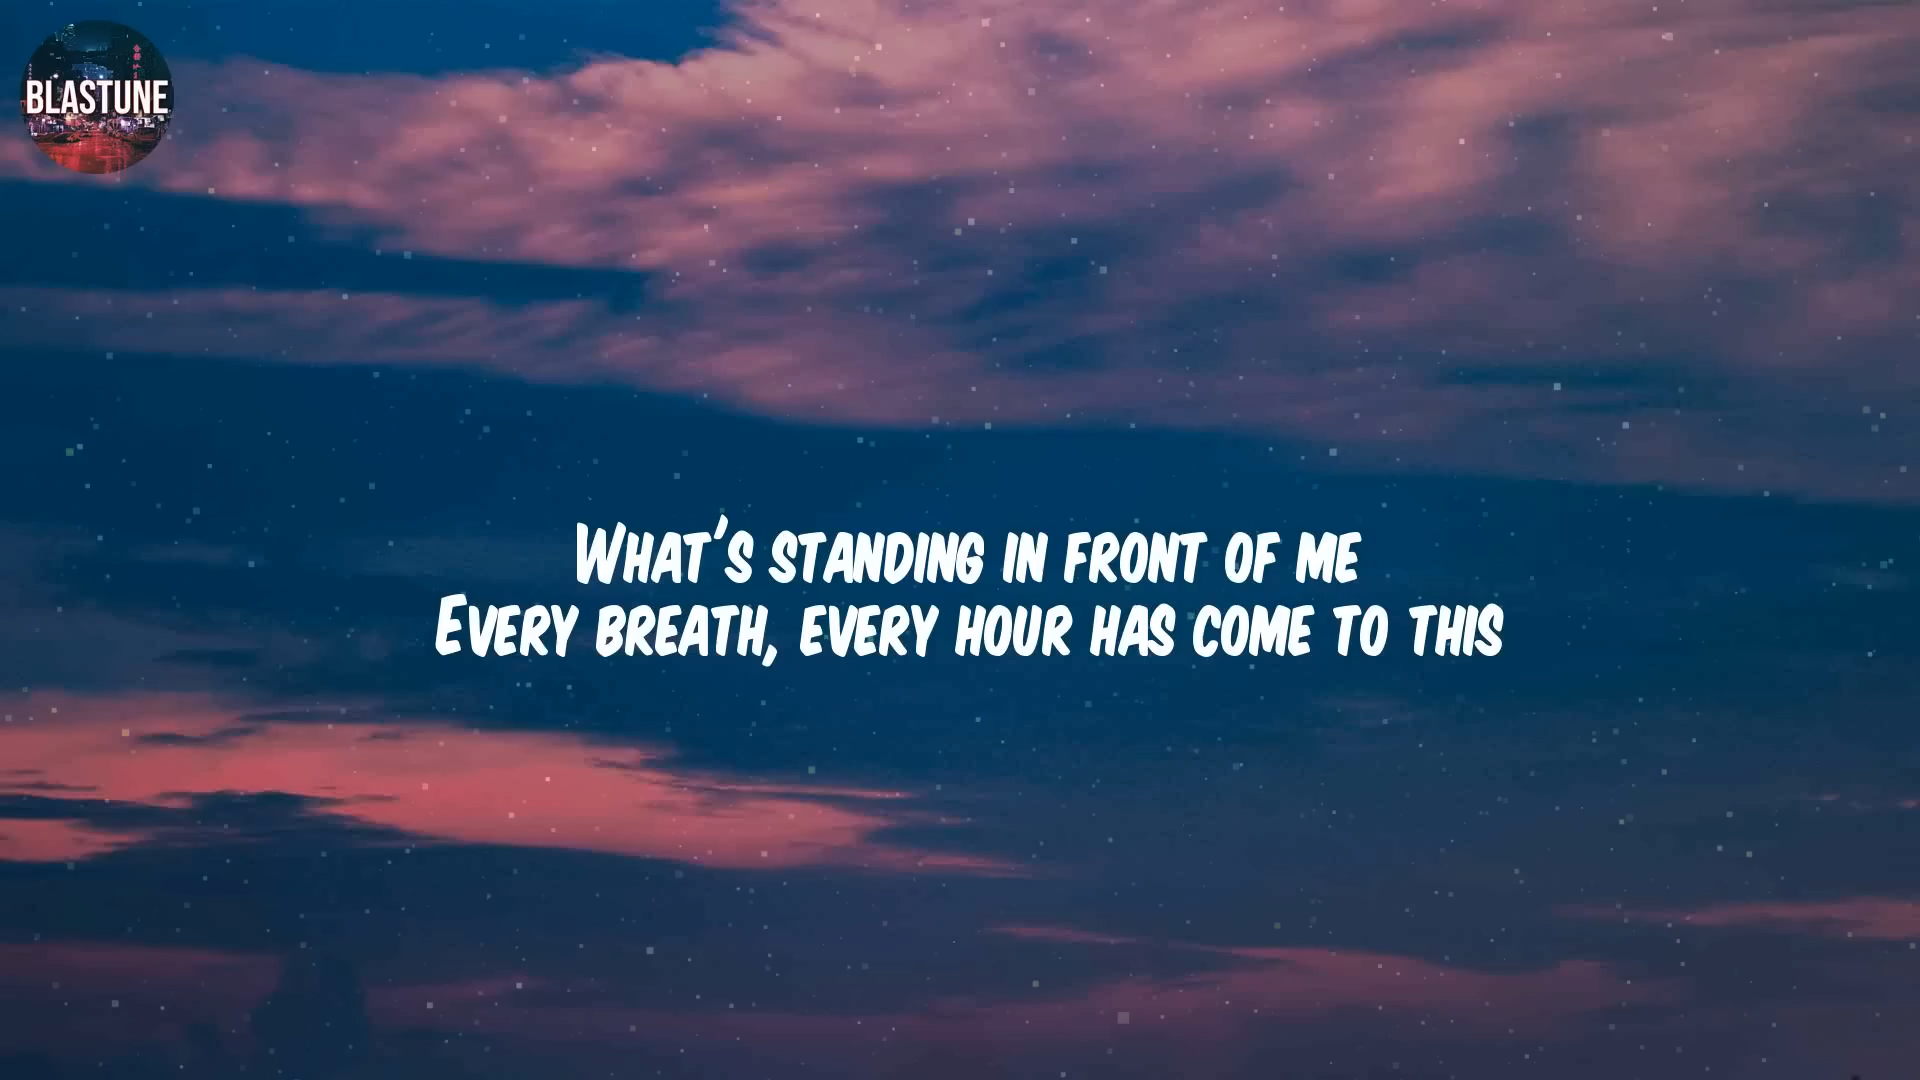 BLASTUNE
What's standing in front of me
Every breath, every hour has come to this